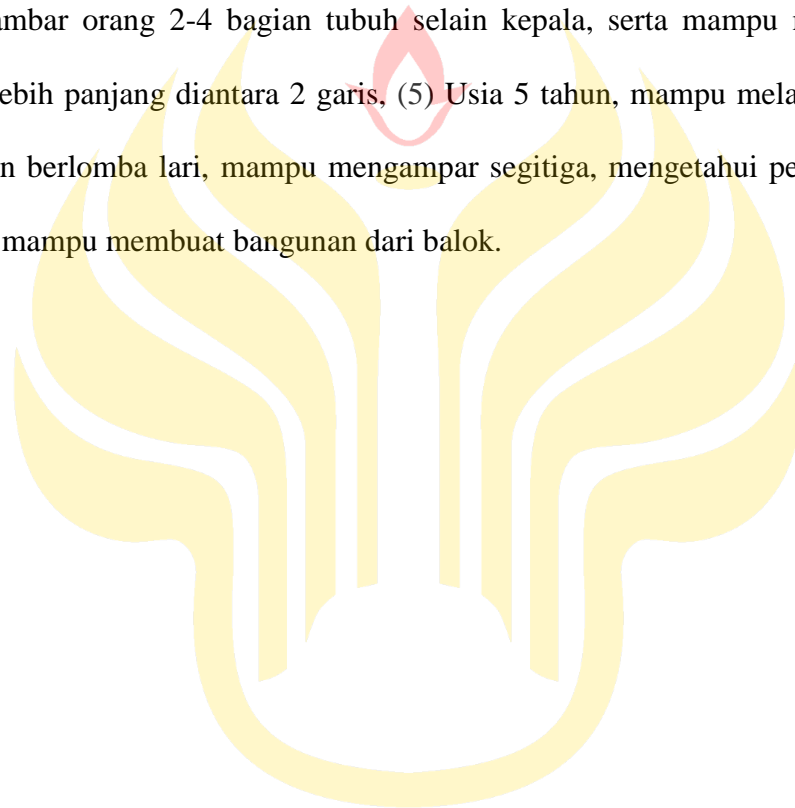 ambar orang 2-4 bagian tubuh selain kepala, serta mampu
ebih panjang diantara 2 garis, (5) Usia 5 tahun, mampu mela
n berlomba lari, mampu mengampar segitiga, mengetahui pe
mampu membuat bangunan dari balok.